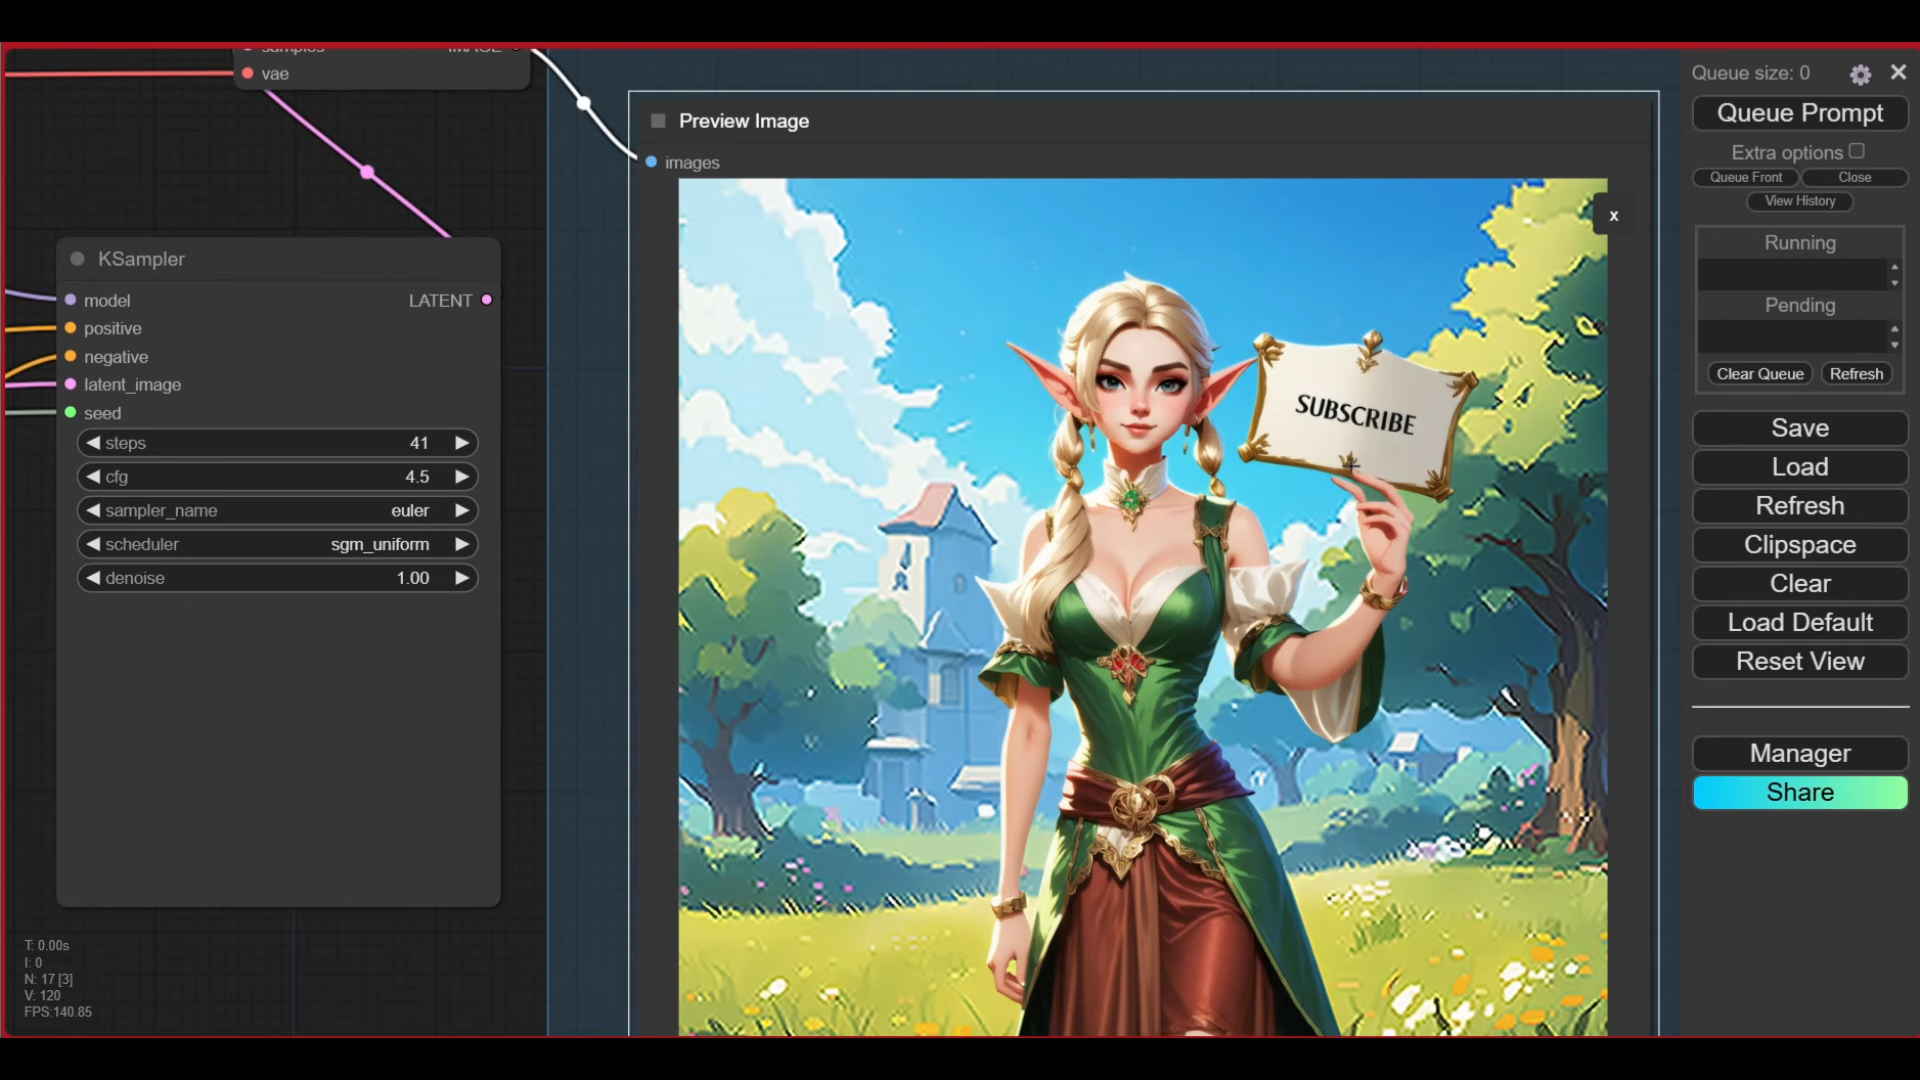 samples IMAGE
vae
KSampler
model LATENT
positive
negative
latent_image
seed
steps 41
cfg 4.5
sampler_name euler
scheduler sgm_uniform
denoise 1.00
T: 0.00s
I: 0
N: 17 [3]
V: 120
FPS:140.85
Preview Image
images
x
SUBSCRIBE
Queue size: 0
Queue Prompt
Extra options
Queue Front Close
View History
Running
Pending
Clear Queue Refresh
Save
Load
Refresh
Clipspace
Clear
Load Default
Reset View
Manager
Share